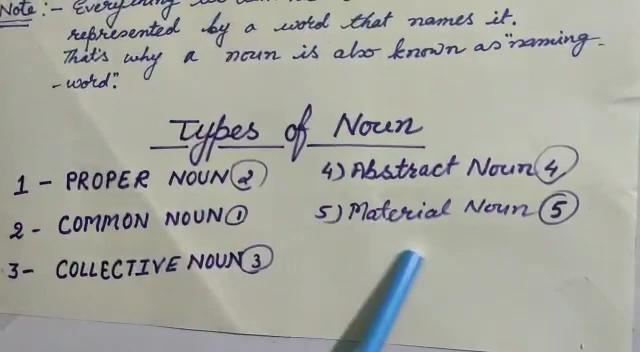 Note:- Everything
represented by a word that names it.
That's why a noun is also known as "naming-
-word".
Types of Noun
1 - PROPER NOUN ②
2 - COMMON NOUN ①
3 - COLLECTIVE NOUN ③
4) Abstract Noun ④
5) Material Noun ⑤